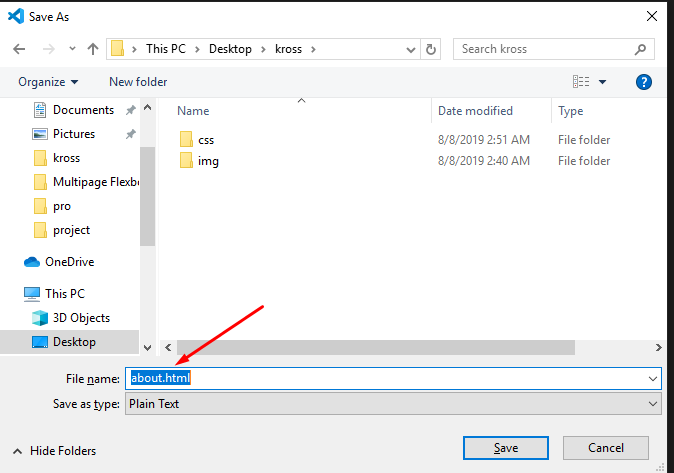 Save As
This PC > Desktop > kross >
Search kross
Organize
New folder
Documents
Pictures
kross
Multipage Flexb
pro
project
OneDrive
This PC
3D Objects
Desktop
Name Date modified Type
css 8/8/2019 2:51 AM File folder
img 8/8/2019 2:40 AM File folder
File name: about.html
Save as type: Plain Text
Hide Folders
Save
Cancel